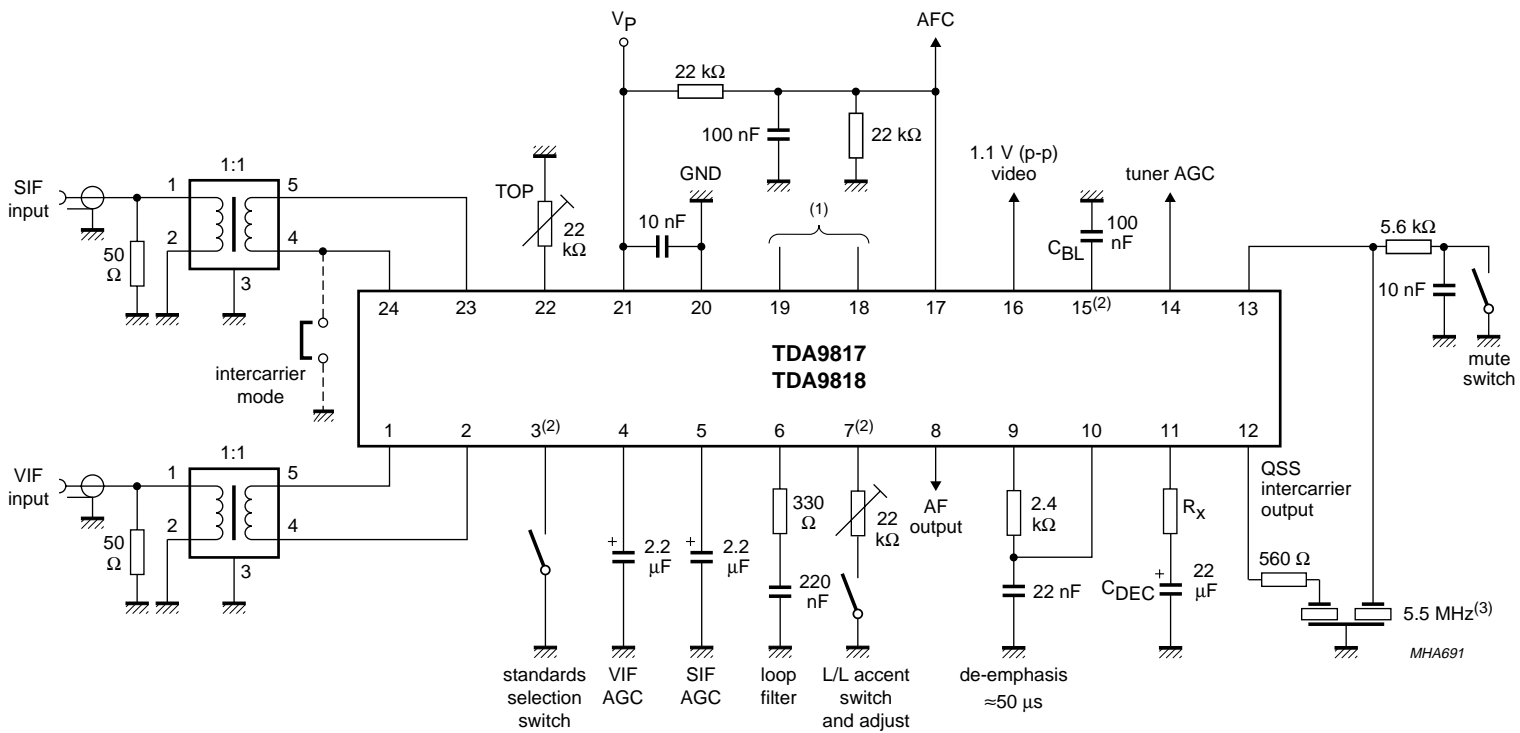 VP
AFC
22 kΩ
100 nF
22 kΩ
1:1
SIF
input
1
5
2
4
3
50
Ω
TOP
22
kΩ
GND
10 nF
(1)
1.1 V (p-p)
video
CBL
100
nF
tuner AGC
5.6 kΩ
10 nF
mute
switch
intercarrier
mode
24
23
22
21
20
19
18
17
16
15(2)
14
13
TDA9817
TDA9818
1
2
3(2)
4
5
6
7(2)
8
9
10
11
12
1:1
VIF
input
1
5
2
4
3
50
Ω
+
2.2
μF
+
2.2
μF
330
Ω
220
nF
22
kΩ
AF
output
2.4
kΩ
22 nF
Rx
CDEC
+
22
μF
QSS
intercarrier
output
560 Ω
5.5 MHz(3)
MHA691
standards
selection
switch
VIF
AGC
SIF
AGC
loop
filter
L/L accent
switch
and adjust
de-emphasis
≈50 μs